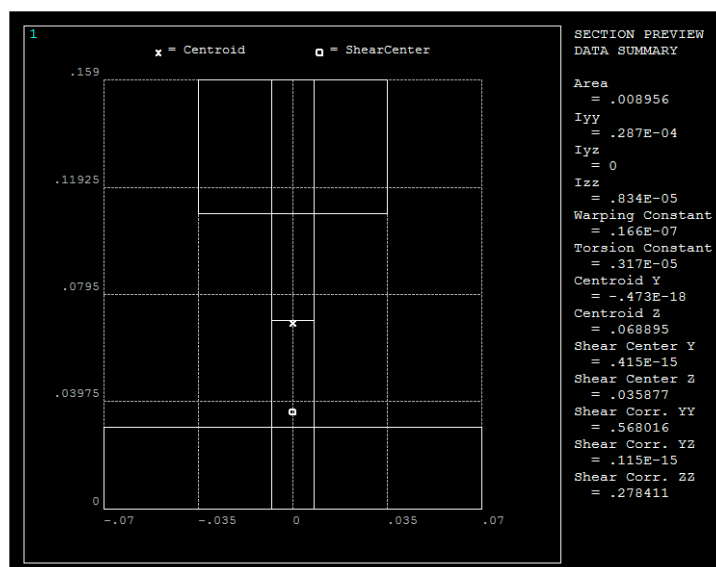 1
x = Centroid
= ShearCenter
.159
.11925
.0795
.03975
0
-.07 -.035 0 .035 .07
SECTION PREVIEW
DATA SUMMARY
Area
= .008956
Iyy
= .287E-04
Iyz
= 0
Izz
= .834E-05
Warping Constant
= .166E-07
Torsion Constant
= .317E-05
Centroid Y
= -.473E-18
Centroid Z
= .068895
Shear Center Y
= .415E-15
Shear Center Z
= .035877
Shear Corr. YY
= .568016
Shear Corr. YZ
= .115E-15
Shear Corr. ZZ
= .278411